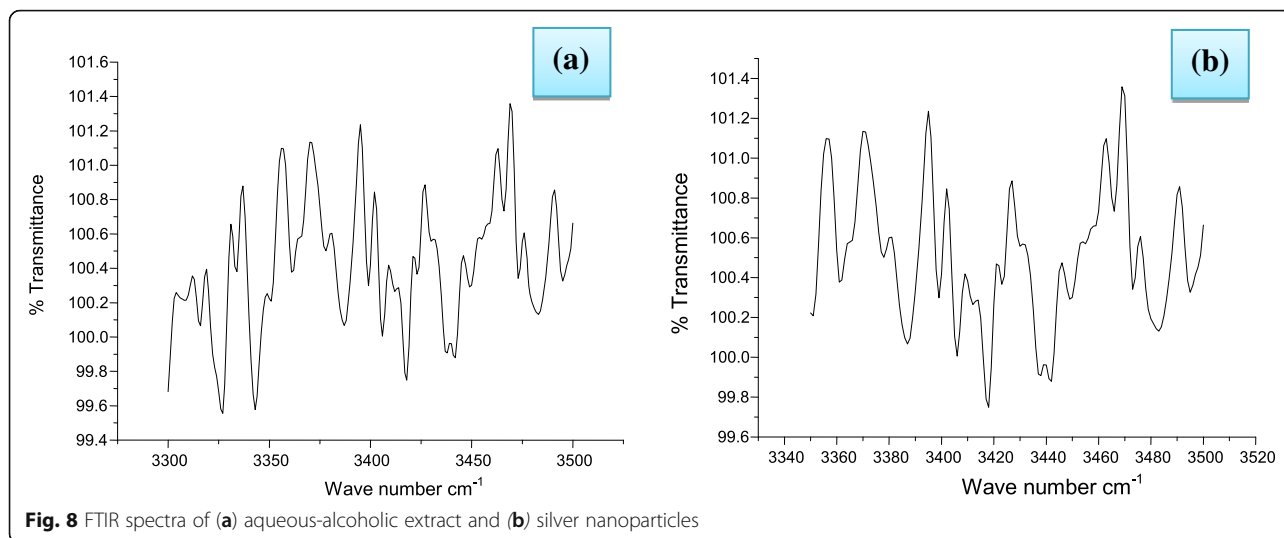 (a)
101.6
101.4
101.2
101.0
100.8
100.6
100.4
100.2
100.0
99.8
99.6
99.4
% Transmittance
3300 3350 3400 3450 3500
Wave number cm⁻¹
(b)
101.4
101.2
101.0
100.8
100.6
100.4
100.2
100.0
99.8
99.6
% Transmittance
3340 3360 3380 3400 3420 3440 3460 3480 3500 3520
Wave number cm⁻¹
Fig. 8 FTIR spectra of (a) aqueous-alcoholic extract and (b) silver nanoparticles